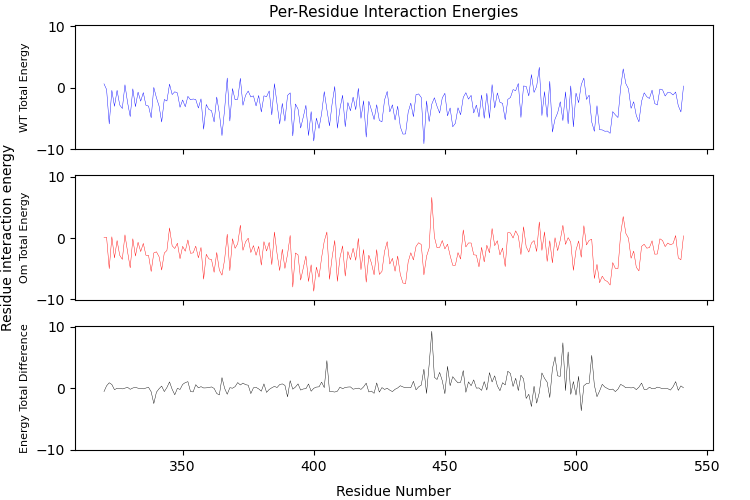 Per-Residue Interaction Energies
Residue interaction energy
WT Total Energy
10
0
−10
Om Total Energy
10
0
−10
Energy Total Difference
10
0
−10
350
400
450
500
550
Residue Number